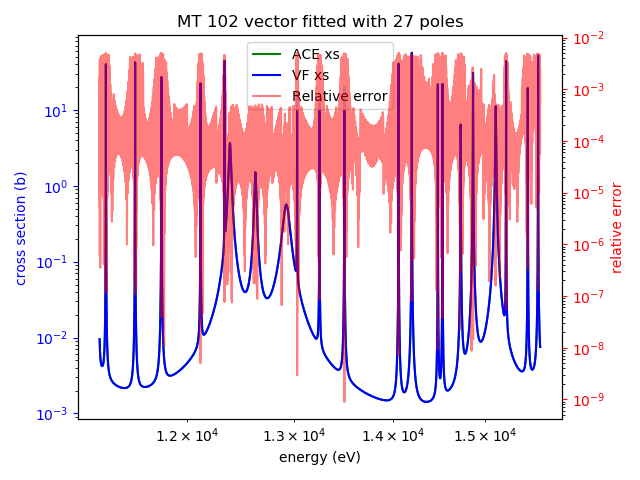 MT 102 vector fitted with 27 poles
ACE xs
VF xs
Relative error
cross section (b)
10¹
10⁰
10⁻¹
10⁻²
10⁻³
relative error
10⁻²
10⁻³
10⁻⁴
10⁻⁵
10⁻⁶
10⁻⁷
10⁻⁸
10⁻⁹
1.2 × 10⁴ 1.3 × 10⁴ 1.4 × 10⁴ 1.5 × 10⁴
energy (eV)